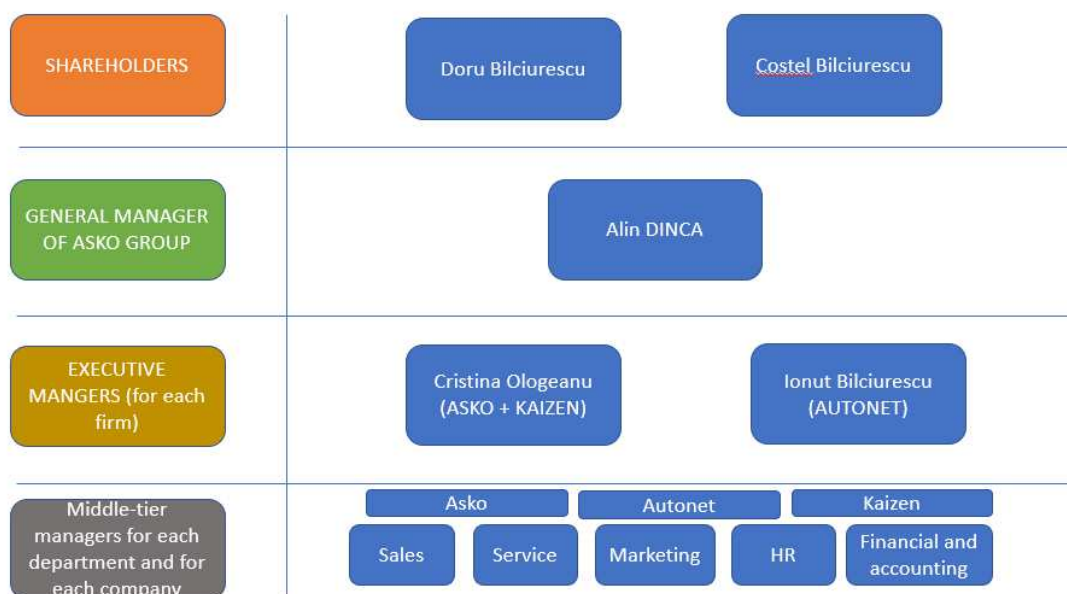 SHAREHOLDERS
Doru Bilciurescu
Costel Bilciurescu
GENERAL MANAGER
OF ASKO GROUP
Alin DINCA
EXECUTIVE
MANGERS (for each
firm)
Cristina Ologeanu
(ASKO + KAIZEN)
Ionut Bilciurescu
(AUTONET)
Middle-tier
managers for each
department and for
each company
Asko
Autonet
Kaizen
Sales
Service
Marketing
HR
Financial and
accounting